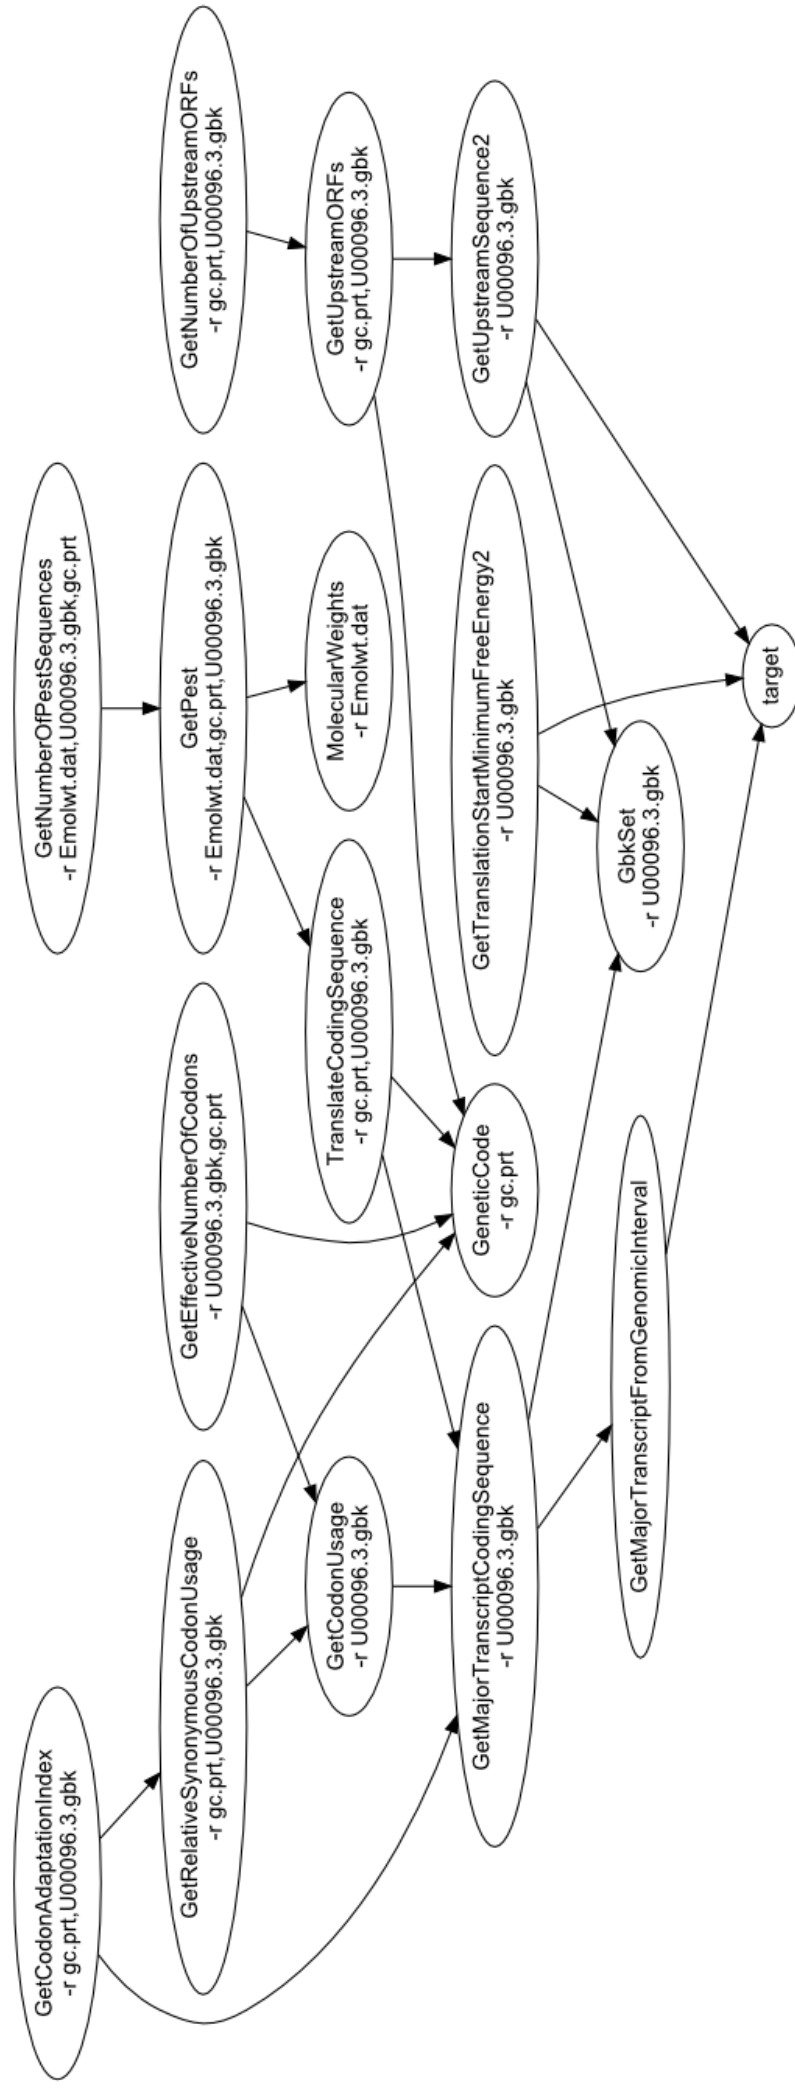 GetCodonAdaptationIndex
-r gc.prt,U00096.3.gbk
GetNumberOfPestSequences
-r Emolwt.dat,U00096.3.gbk,gc.prt
GetRelativeSynonymousCodonUsage
-r gc.prt,U00096.3.gbk
GetEffectiveNumberOfCodons
-r U00096.3.gbk,gc.prt
GetPest
-r Emolwt.dat,gc.prt,U00096.3.gbk
GetNumberOfUpstreamORFs
-r gc.prt,U00096.3.gbk
GetCodonUsage
-r U00096.3.gbk
TranslateCodingSequence
-r gc.prt,U00096.3.gbk
MolecularWeights
-r Emolwt.dat
GetUpstreamORFs
-r gc.prt,U00096.3.gbk
GetMajorTranscriptCodingSequence
-r U00096.3.gbk
GeneticCode
-r gc.prt
GetTranslationStartMinimumFreeEnergy2
-r U00096.3.gbk
GetUpstreamSequence2
-r U00096.3.gbk
GetMajorTranscriptFromGenomicInterval
GbkSet
-r U00096.3.gbk
target